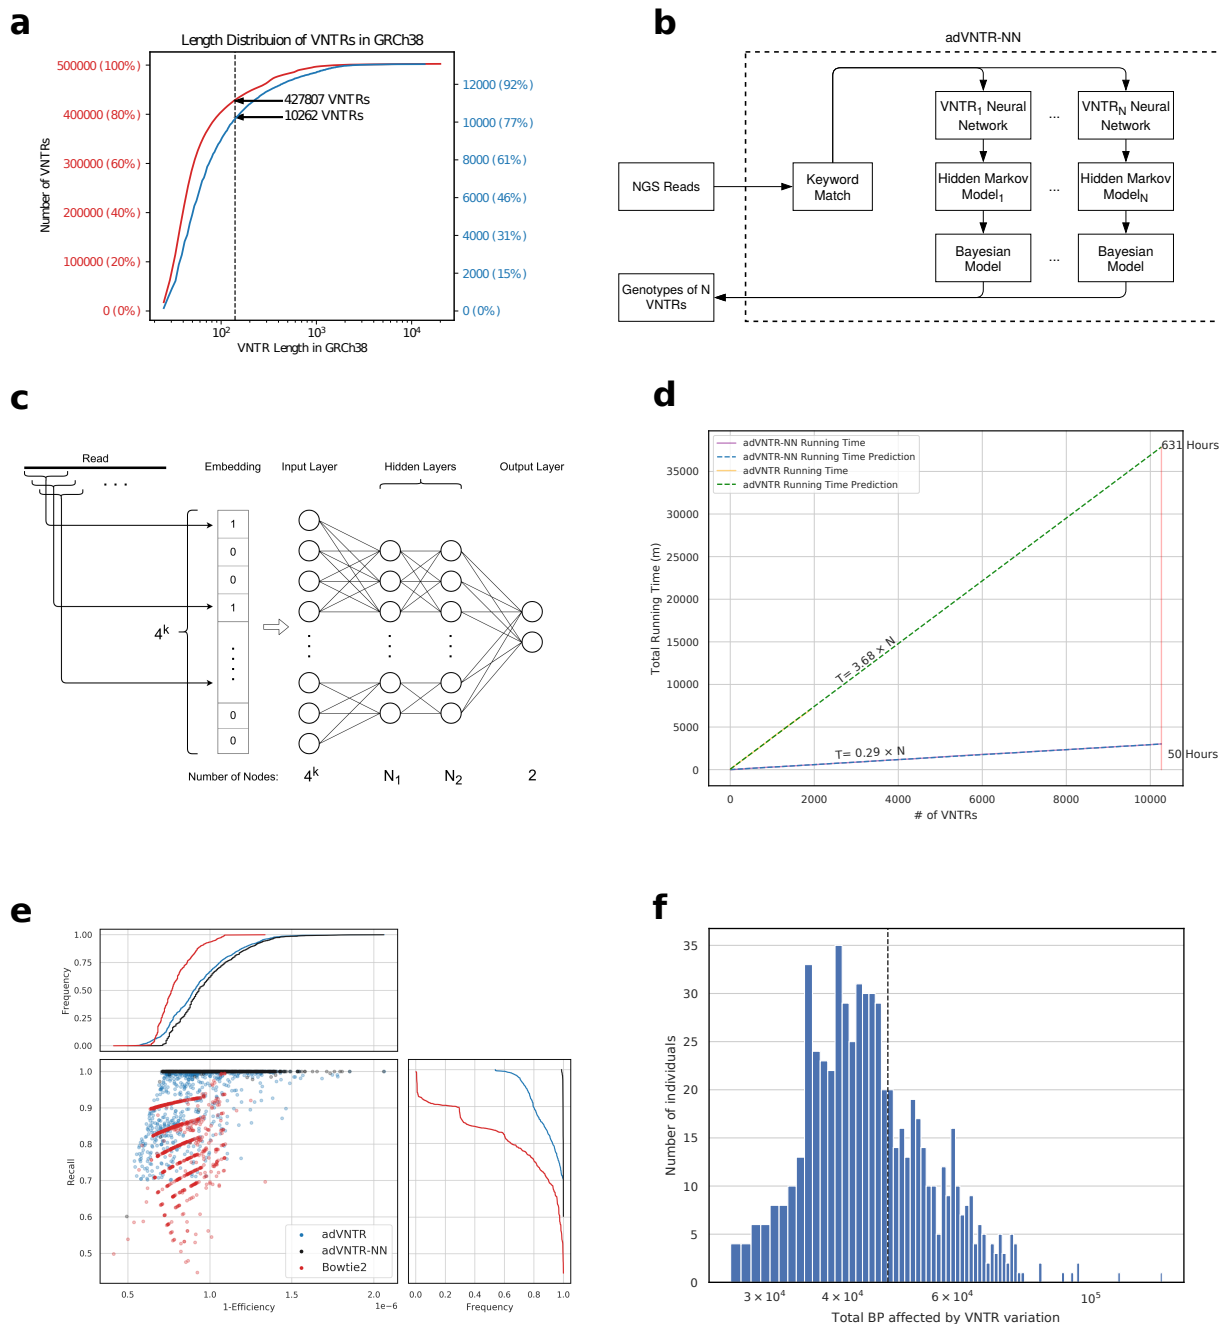 a
Length Distribuion of VNTRs in GRCh38
500000 (100%)
400000 (80%)
300000 (60%)
200000 (40%)
100000 (20%)
0 (0%)
Number of VNTRs
12000 (92%)
10000 (77%)
8000 (61%)
6000 (46%)
4000 (31%)
2000 (15%)
0 (0%)
427807 VNTRs
10262 VNTRs
10²
10³
10⁴
VNTR Length in GRCh38
b
adVNTR-NN
NGS Reads
Keyword
Match
VNTR₁ Neural
Network
...
VNTR_N Neural
Network
Hidden Markov
Model₁
...
Hidden Markov
Model_N
Bayesian
Model
...
Bayesian
Model
Genotypes of N
VNTRs
c
Read
. . .
Embedding
Input Layer
Hidden Layers
Output Layer
1
0
0
1
0
0
4ᵏ
Number of Nodes:
4ᵏ
N₁
N₂
2
d
adVNTR-NN Running Time
adVNTR-NN Running Time Prediction
adVNTR Running Time
adVNTR Running Time Prediction
631 Hours
50 Hours
T= 3.68 × N
T= 0.29 × N
35000
30000
25000
20000
15000
10000
5000
0
Total Running Time (m)
0
2000
4000
6000
8000
10000
# of VNTRs
e
1.00
0.75
0.50
0.25
0.00
Frequency
1.0
0.9
0.8
0.7
0.6
0.5
Recall
adVNTR
adVNTR-NN
Bowtie2
0.5
1.0
1.5
2.0
1e−6
1-Efficiency
0.0
0.2
0.4
0.6
0.8
1.0
Frequency
f
35
30
25
20
15
10
5
0
Number of individuals
3 × 10⁴
4 × 10⁴
6 × 10⁴
10⁵
Total BP affected by VNTR variation